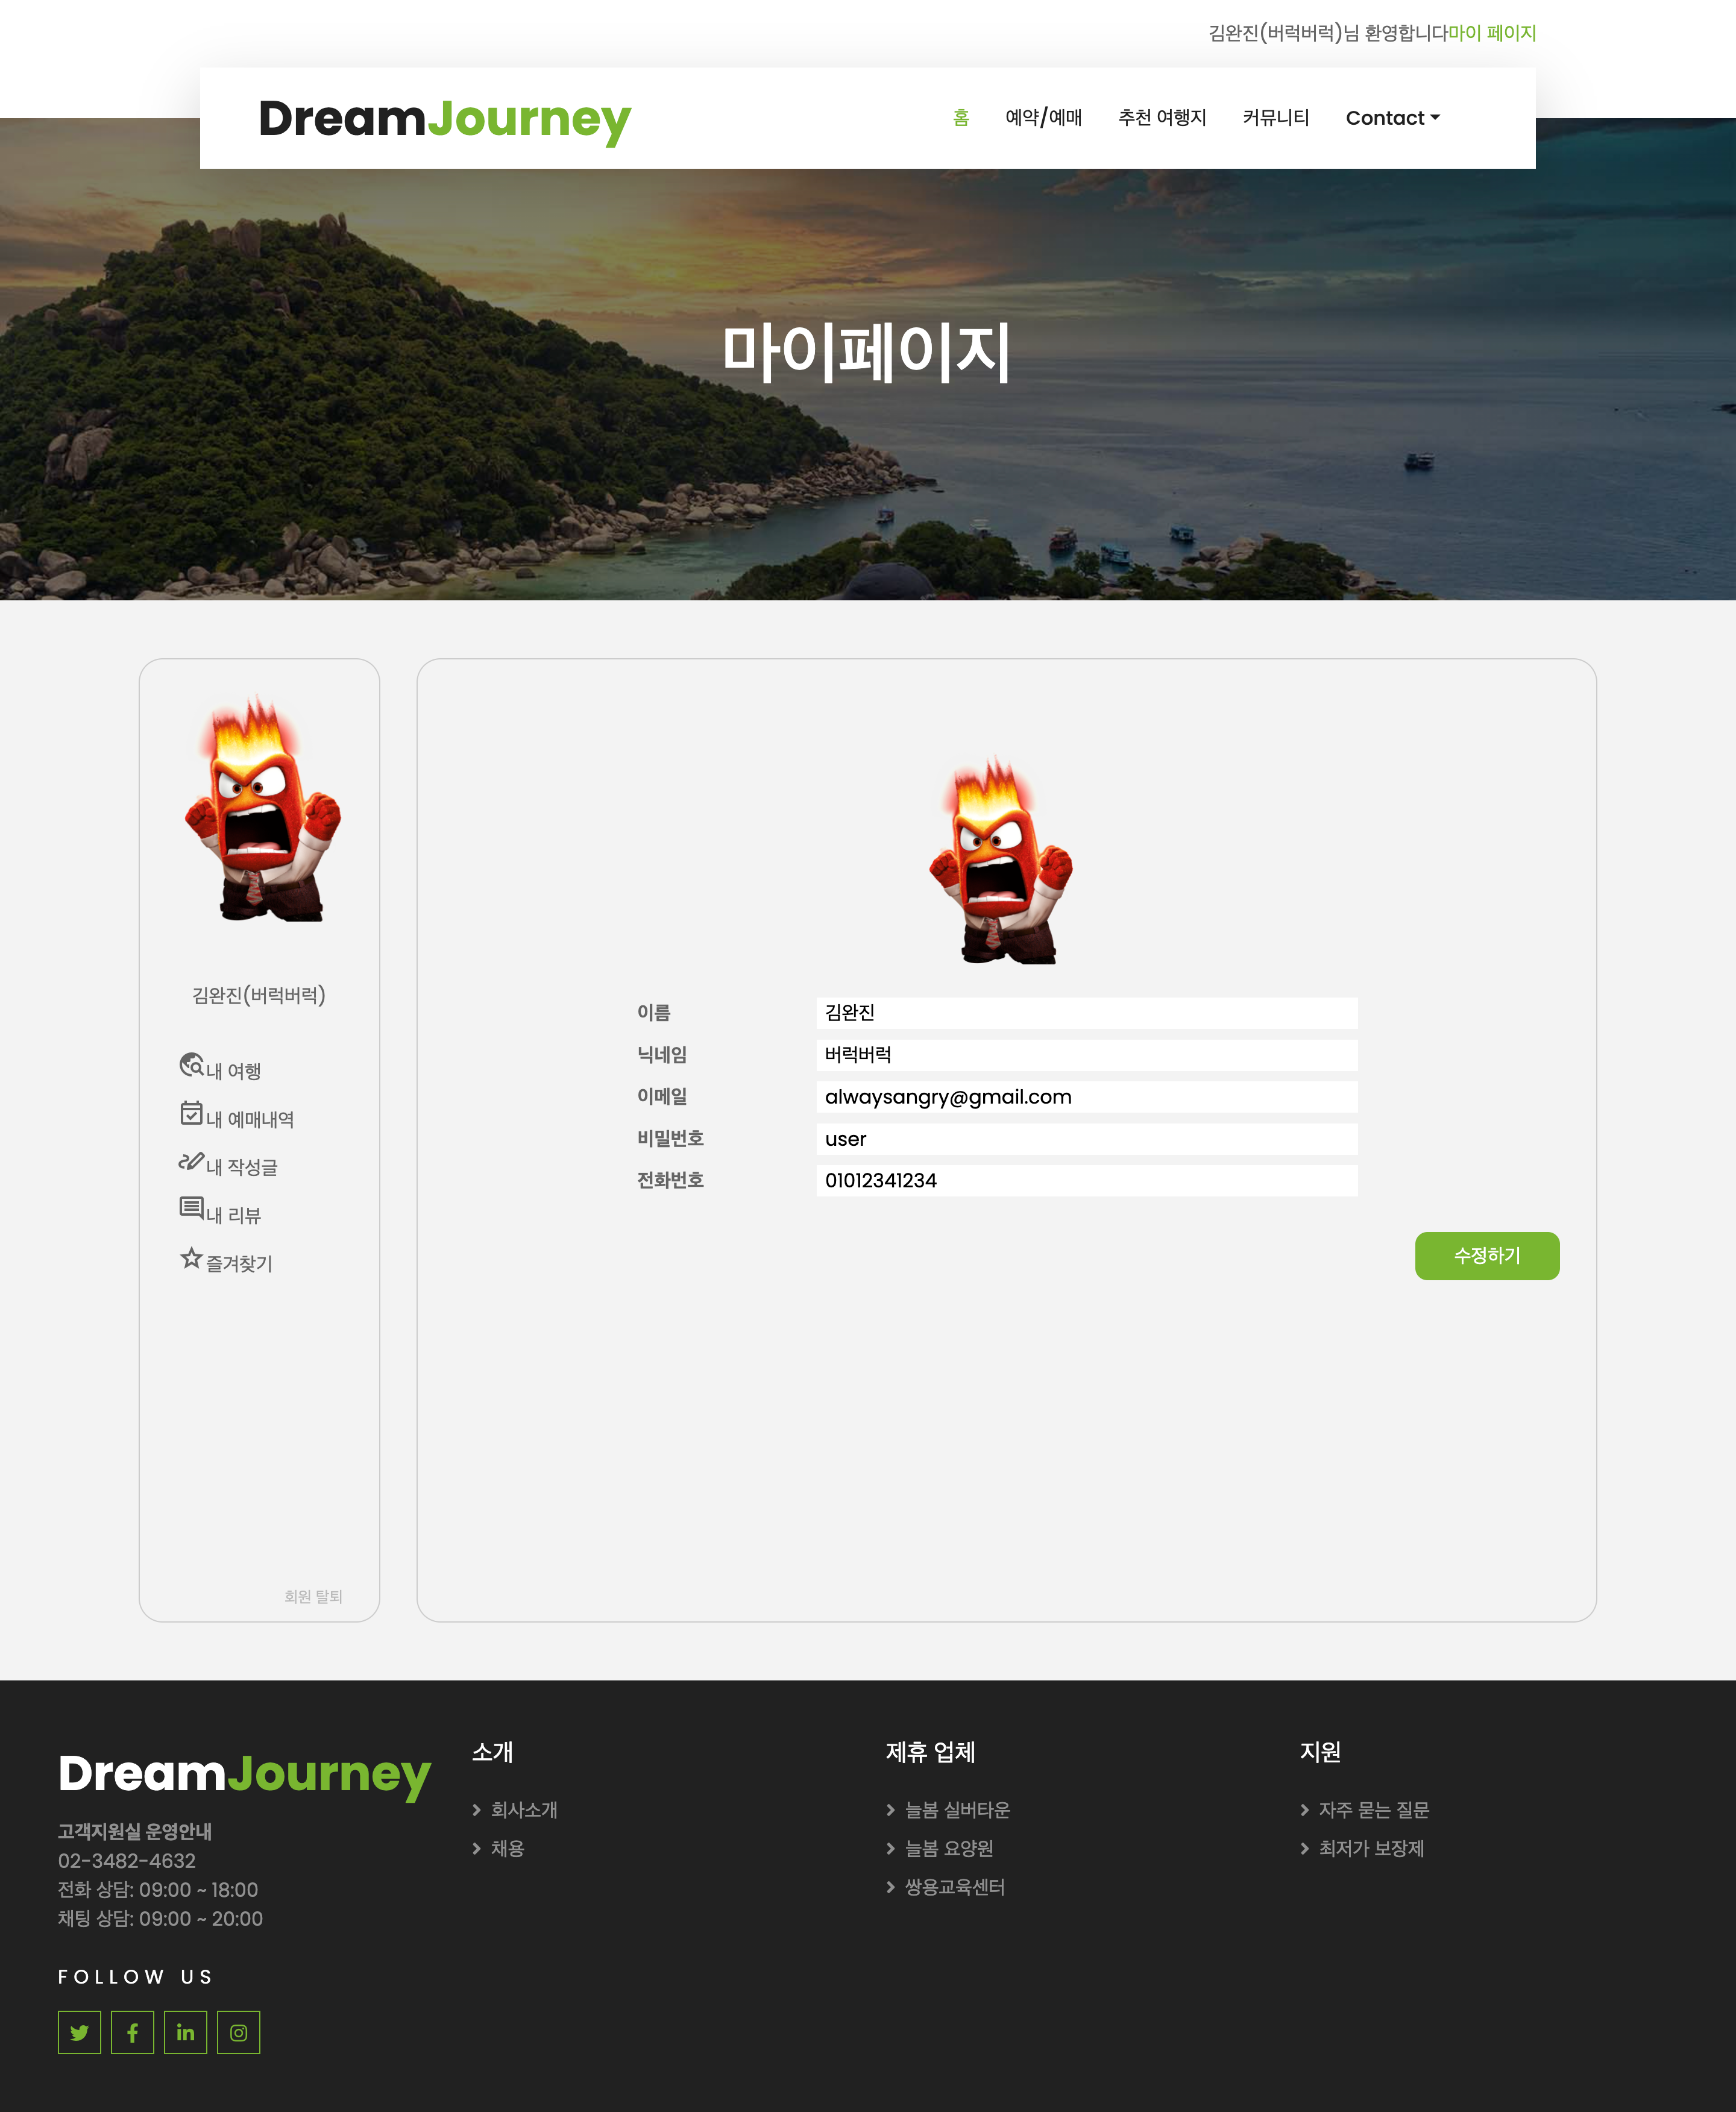 김완진(버럭버럭)님 환영합니다마이 페이지
DreamJourney
홈 예약/예매 추천 여행지 커뮤니티 Contact
마이페이지
김완진(버럭버럭)
내 여행
내 예매내역
내 작성글
내 리뷰
즐겨찾기
회원 탈퇴
이름 김완진
닉네임 버럭버럭
이메일 alwaysangry@gmail.com
비밀번호 user
전화번호 01012341234
수정하기
DreamJourney
고객지원실 운영안내
02-3482-4632
전화 상담: 09:00 ~ 18:00
채팅 상담: 09:00 ~ 20:00
FOLLOW US
소개
회사소개
채용
제휴 업체
늘봄 실버타운
늘봄 요양원
쌍용교육센터
지원
자주 묻는 질문
최저가 보장제